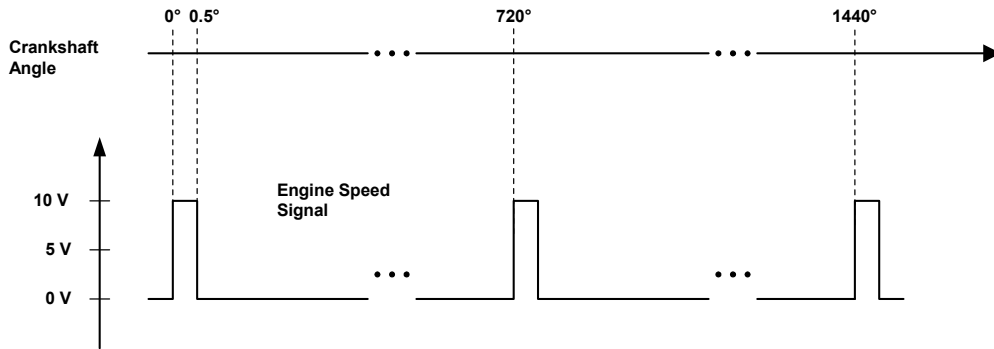 0° 0.5° 720° 1440°
Crankshaft
Angle
Engine Speed
Signal
10 V
5 V
0 V